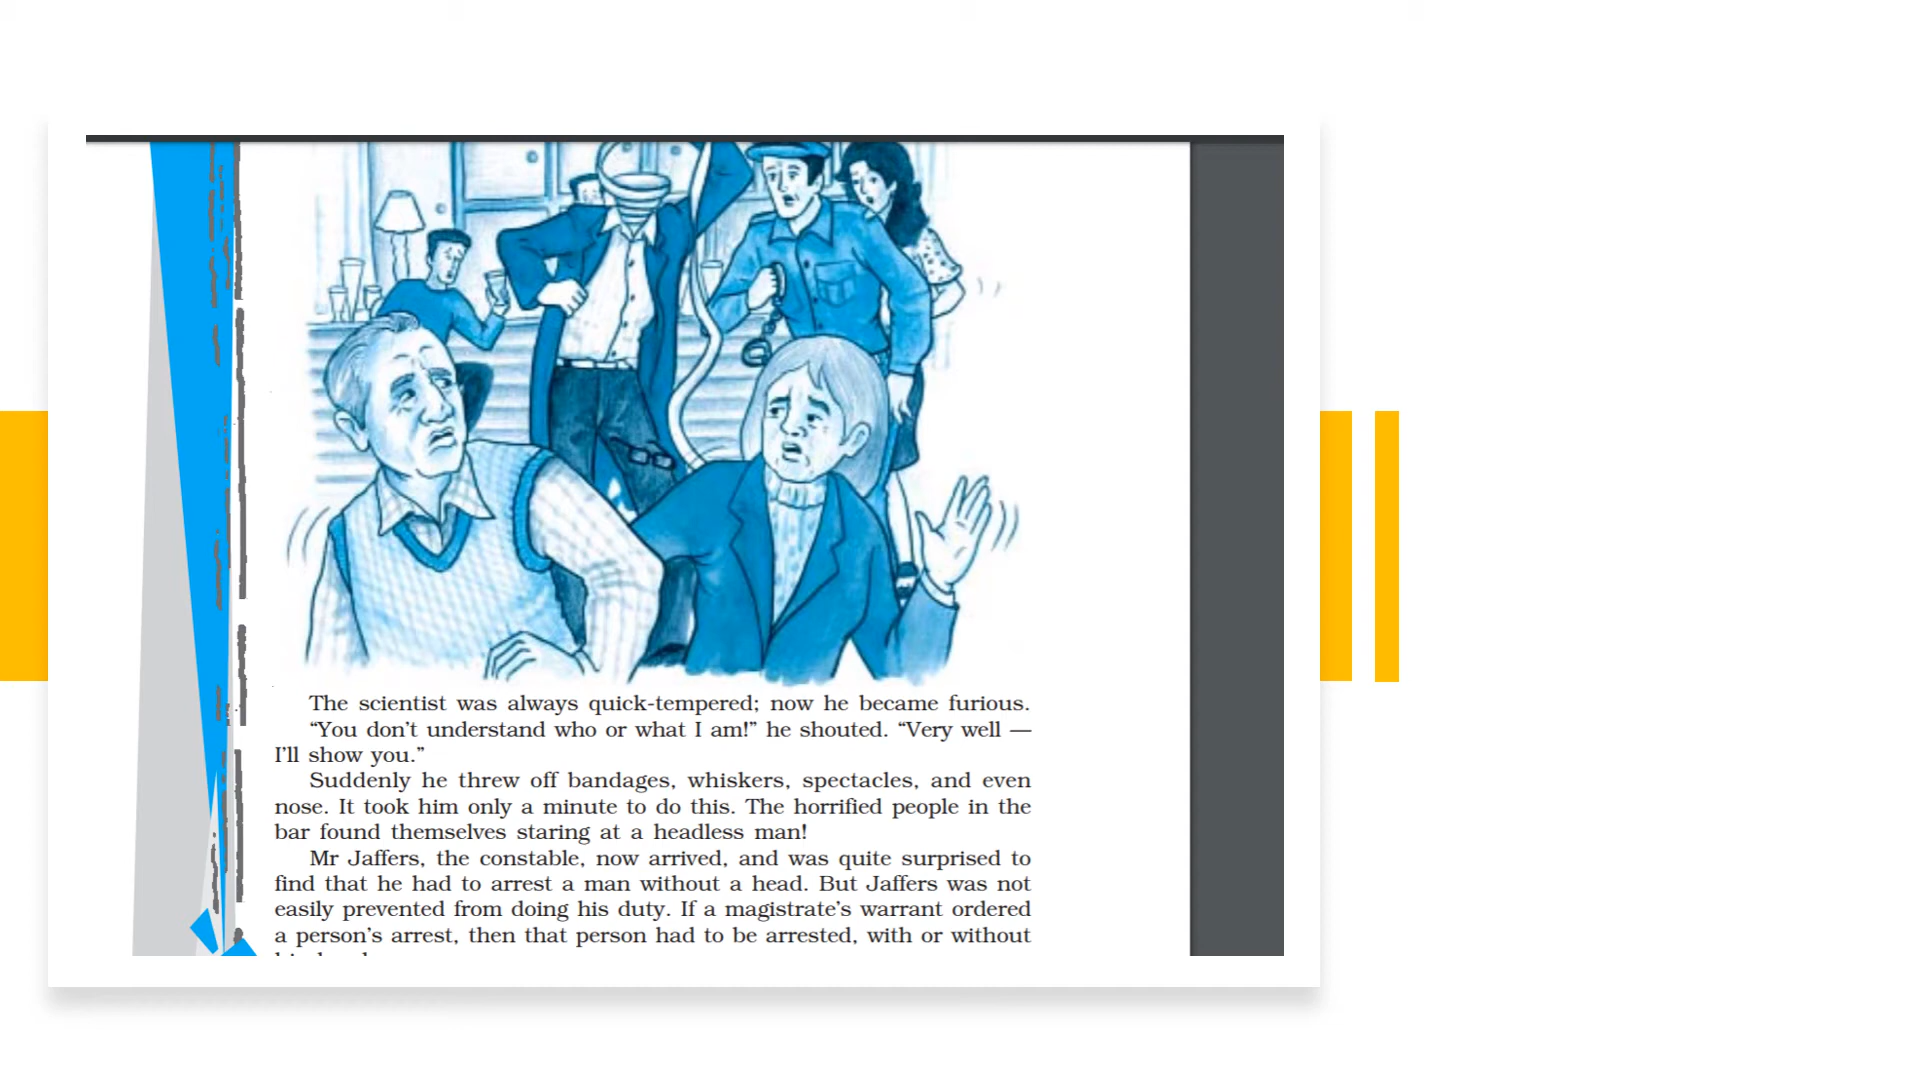 The scientist was always quick-tempered; now he became furious.
“You don’t understand who or what I am!” he shouted. “Very well —
I’ll show you.”
Suddenly he threw off bandages, whiskers, spectacles, and even
nose. It took him only a minute to do this. The horrified people in the
bar found themselves staring at a headless man!
Mr Jaffers, the constable, now arrived, and was quite surprised to
find that he had to arrest a man without a head. But Jaffers was not
easily prevented from doing his duty. If a magistrate’s warrant ordered
a person’s arrest, then that person had to be arrested, with or without